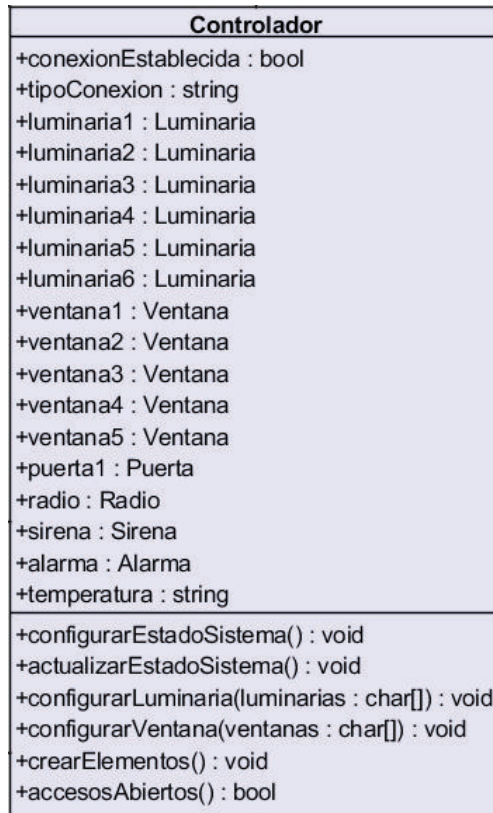 Controlador
+conexionEstablecida : bool
+tipoConexion : string
+luminaria1 : Luminaria
+luminaria2 : Luminaria
+luminaria3 : Luminaria
+luminaria4 : Luminaria
+luminaria5 : Luminaria
+luminaria6 : Luminaria
+ventana1 : Ventana
+ventana2 : Ventana
+ventana3 : Ventana
+ventana4 : Ventana
+ventana5 : Ventana
+puerta1 : Puerta
+radio : Radio
+sirena : Sirena
+alarma : Alarma
+temperatura : string
+configurarEstadoSistema() : void
+actualizarEstadoSistema() : void
+configurarLuminaria(luminarias : char[]) : void
+configurarVentana(ventanas : char[]) : void
+crearElementos() : void
+accesosAbiertos() : bool